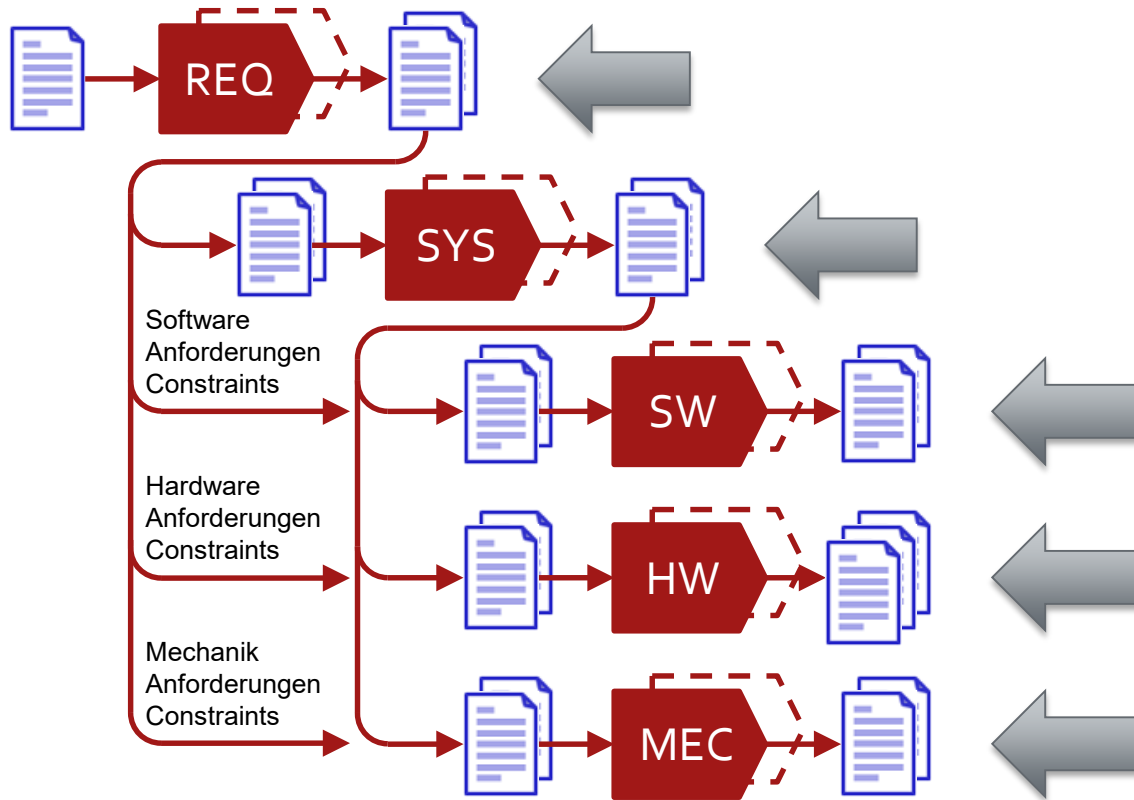 REQ
SYS
Software
Anforderungen
Constraints
SW
Hardware
Anforderungen
Constraints
HW
Mechanik
Anforderungen
Constraints
MEC